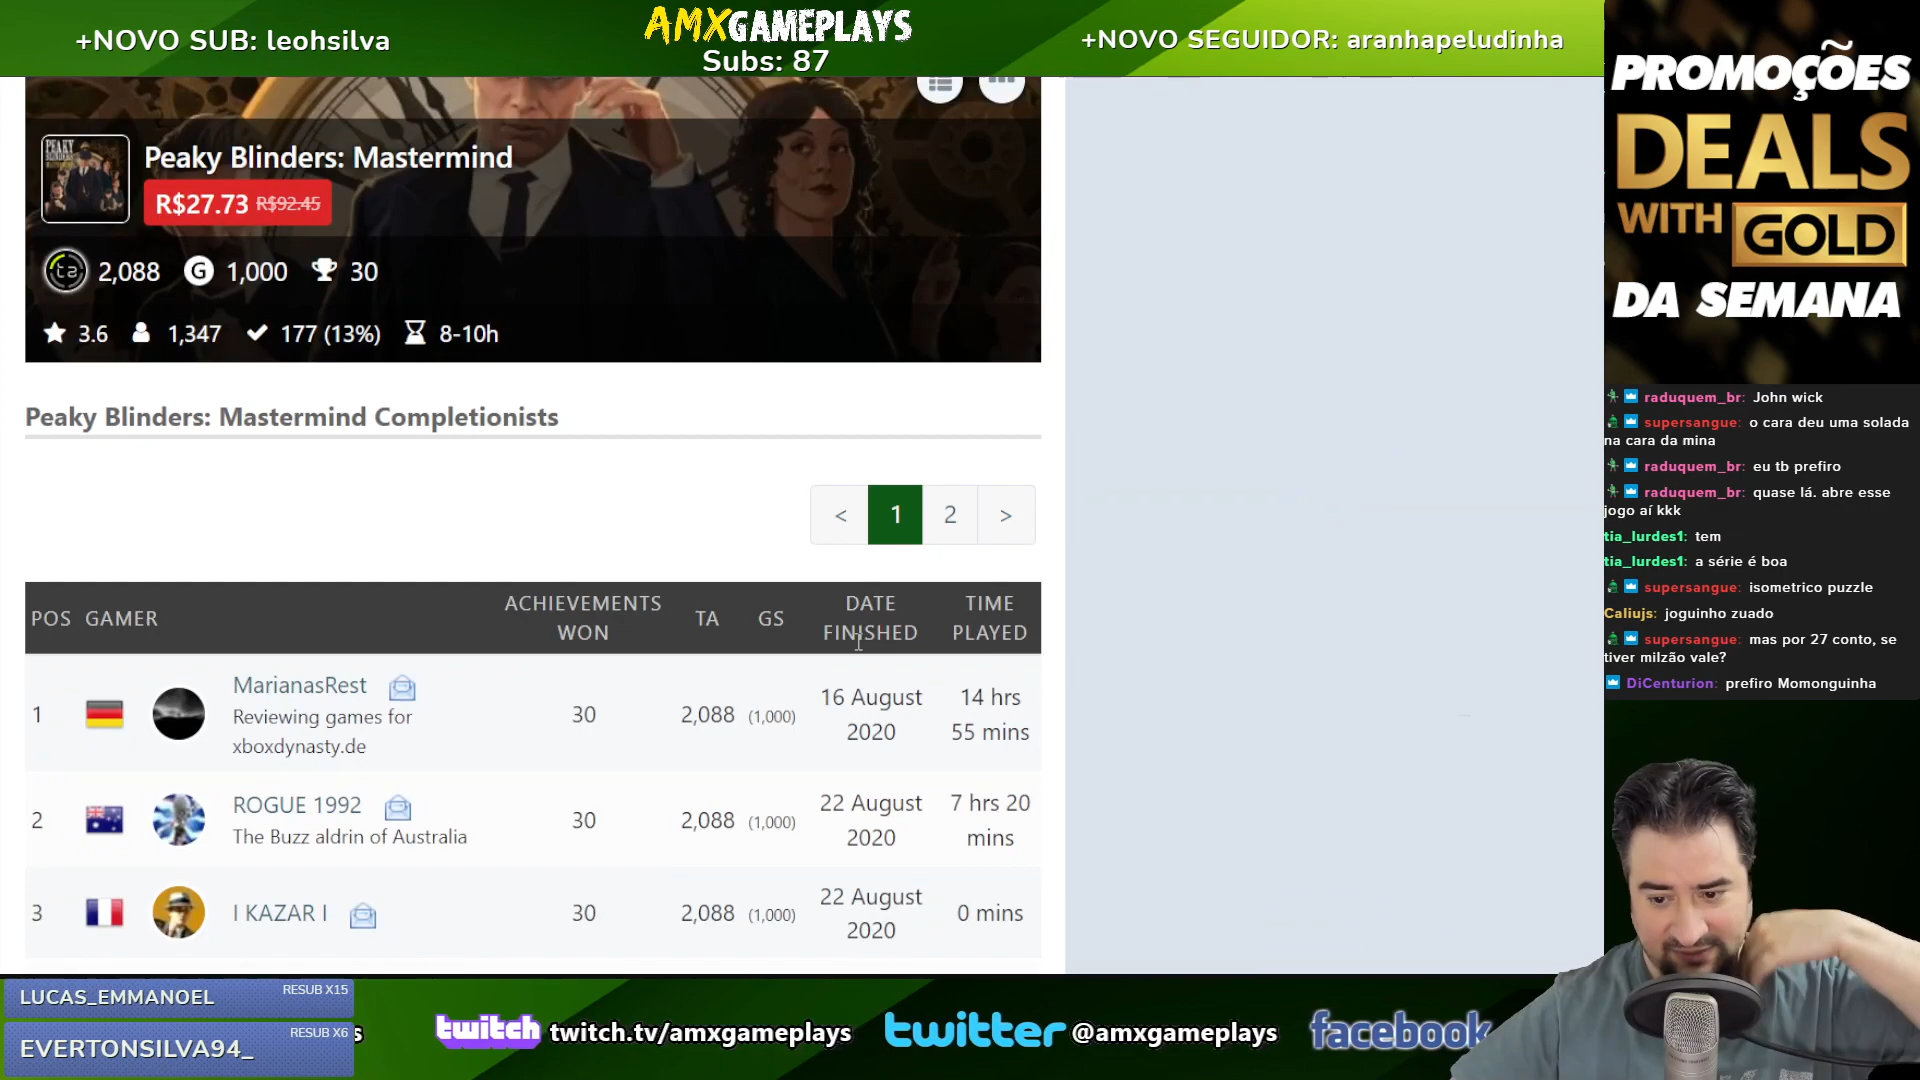 +NOVO SUB: leohsilva
AMXGAMEPLAYS
Subs: 87
+NOVO SEGUIDOR: aranhapeludinha
PEAKY BLINDERS
Peaky Blinders: Mastermind
R$27.73 R$92.45
ta 2,088 G 1,000 30
3.6 1,347 177 (13%) 8-10h
Peaky Blinders: Mastermind Completionists
< 1 2 >
POS GAMER ACHIEVEMENTS WON TA GS DATE FINISHED TIME PLAYED
1 MarianasRest 30 2,088 (1,000) 16 August 2020 14 hrs 55 mins
Reviewing games for
xboxdynasty.de
2 ROGUE 1992 30 2,088 (1,000) 22 August 2020 7 hrs 20 mins
The Buzz aldrin of Australia
3 I KAZAR I 30 2,088 (1,000) 22 August 2020 0 mins
PROMOÇÕES
DEALS
WITH GOLD
DA SEMANA
raduquem_br: John wick
supersangue: o cara deu uma solada
na cara da mina
raduquem_br: eu tb prefiro
raduquem_br: quase lá. abre esse
jogo aí kkk
tia_lurdes1: tem
tia_lurdes1: a série é boa
supersangue: isometrico puzzle
Caliujs: joguinho zuado
supersangue: mas por 27 conto, se
tiver milzão vale?
DiCenturion: prefiro Momonguinha
LUCAS_EMMANOEL RESUB X15
EVERTONSILVA94_ RESUB X6
s
twitch twitch.tv/amxgameplays
twitter @amxgameplays
facebook